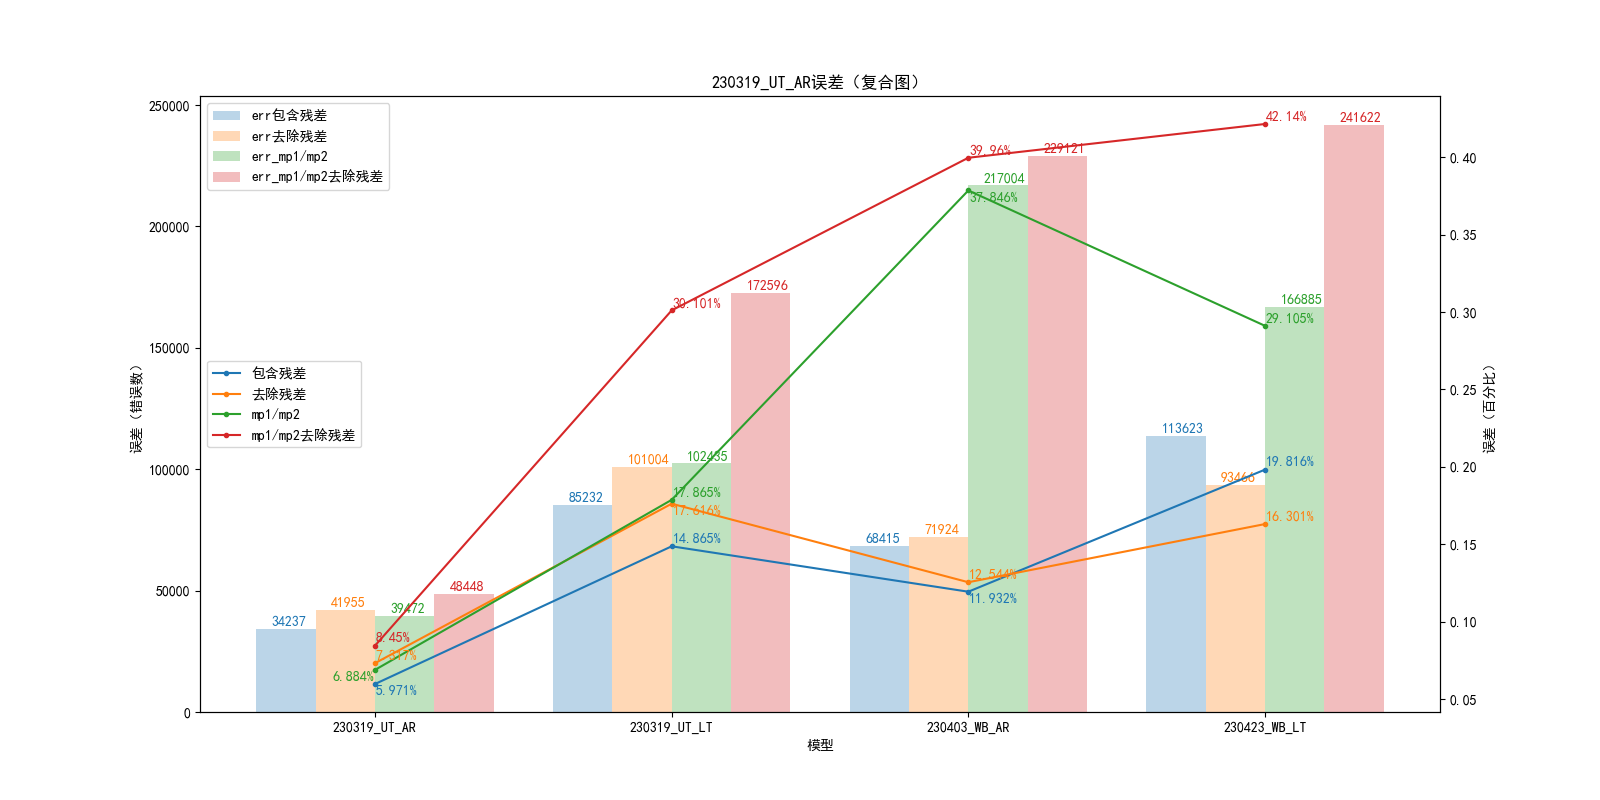 230319_UT_AR误差（复合图）
err包含残差
err去除残差
err_mp1/mp2
err_mp1/mp2去除残差
包含残差
去除残差
mp1/mp2
mp1/mp2去除残差
误差（错误数）
250000
200000
150000
100000
50000
0
误差（百分比）
0.40
0.35
0.30
0.25
0.20
0.15
0.10
0.05
34237
41955
39472
48448
8.45%
7.317%
6.884%
5.971%
85232
101004
102435
172596
30.101%
17.865%
17.616%
14.865%
68415
71924
217004
229121
39.96%
37.846%
12.544%
11.932%
113623
93466
166885
241622
42.14%
29.105%
19.816%
16.301%
230319_UT_AR
230319_UT_LT
230403_WB_AR
230423_WB_LT
模型